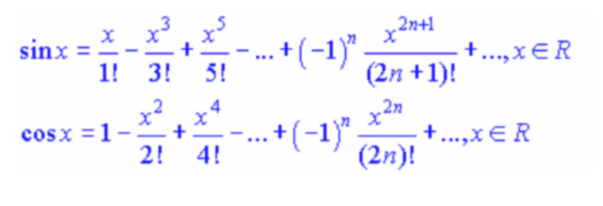 sin x = x/1! − x³/3! + x⁵/5! − ... + (−1)ⁿ x²ⁿ⁺¹/(2n + 1)! + ..., x ∈ R
cos x = 1 − x²/2! + x⁴/4! − ... + (−1)ⁿ x²ⁿ/(2n)! + ..., x ∈ R